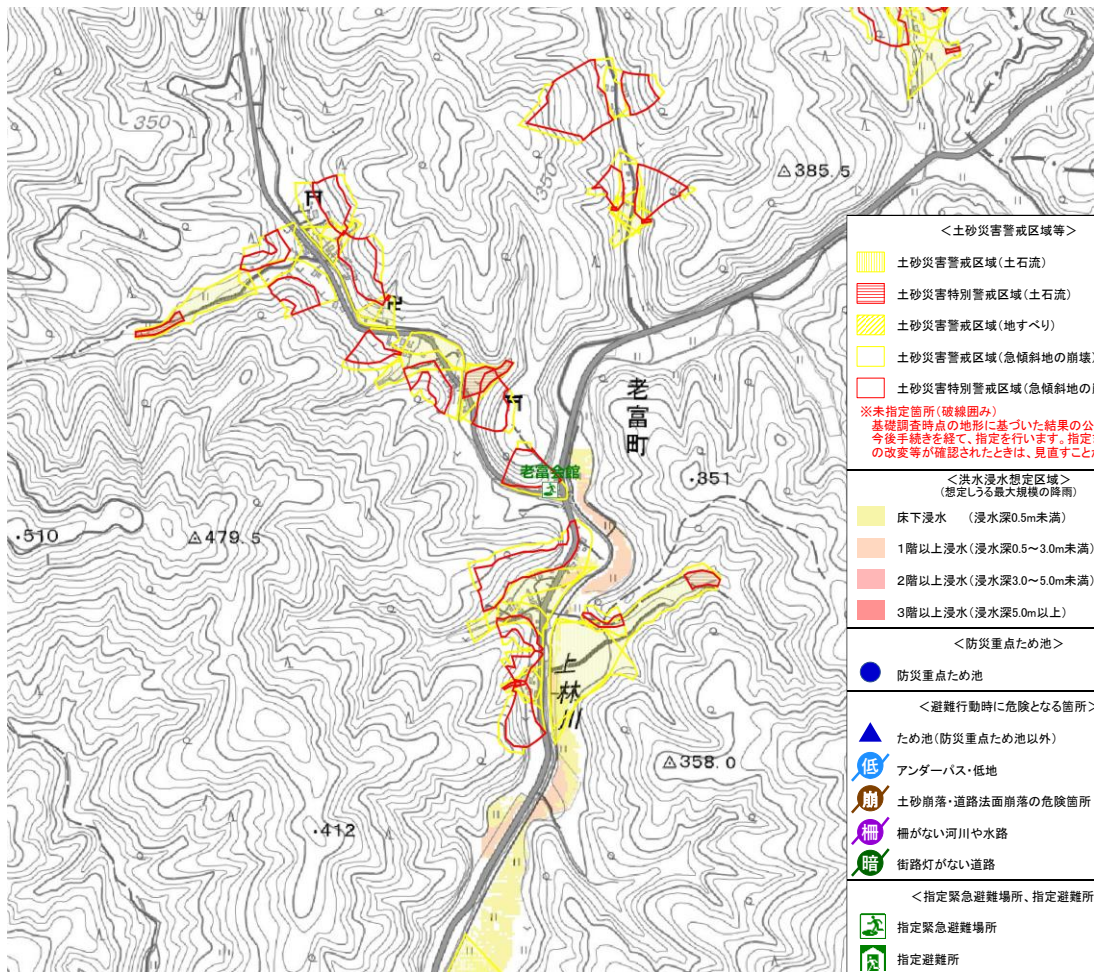 350
350
△385.5
老富町
老富会館
・351
・510
△479.5
上林川
△358.0
・412
＜土砂災害警戒区域等＞
土砂災害警戒区域(土石流)
土砂災害特別警戒区域(土石流)
土砂災害警戒区域(地すべり)
土砂災害警戒区域(急傾斜地の崩壊)
土砂災害特別警戒区域(急傾斜地の
※未指定箇所(破線囲み)
基礎調査時点の地形に基づいた結果の公
今後手続きを経て、指定を行います。指定
の改変等が確認されたときは、見直すこと
＜洪水浸水想定区域＞
(想定しうる最大規模の降雨)
床下浸水　(浸水深0.5m未満)
1階以上浸水(浸水深0.5～3.0m未満)
2階以上浸水(浸水深3.0～5.0m未満)
3階以上浸水(浸水深5.0m以上)
＜防災重点ため池＞
防災重点ため池
＜避難行動時に危険となる箇所＞
ため池(防災重点ため池以外)
低 アンダーパス・低地
崩 土砂崩落・道路法面崩落の危険箇所
柵 柵がない河川や水路
暗 街路灯がない道路
＜指定緊急避難場所、指定避難所
指定緊急避難場所
指定避難所